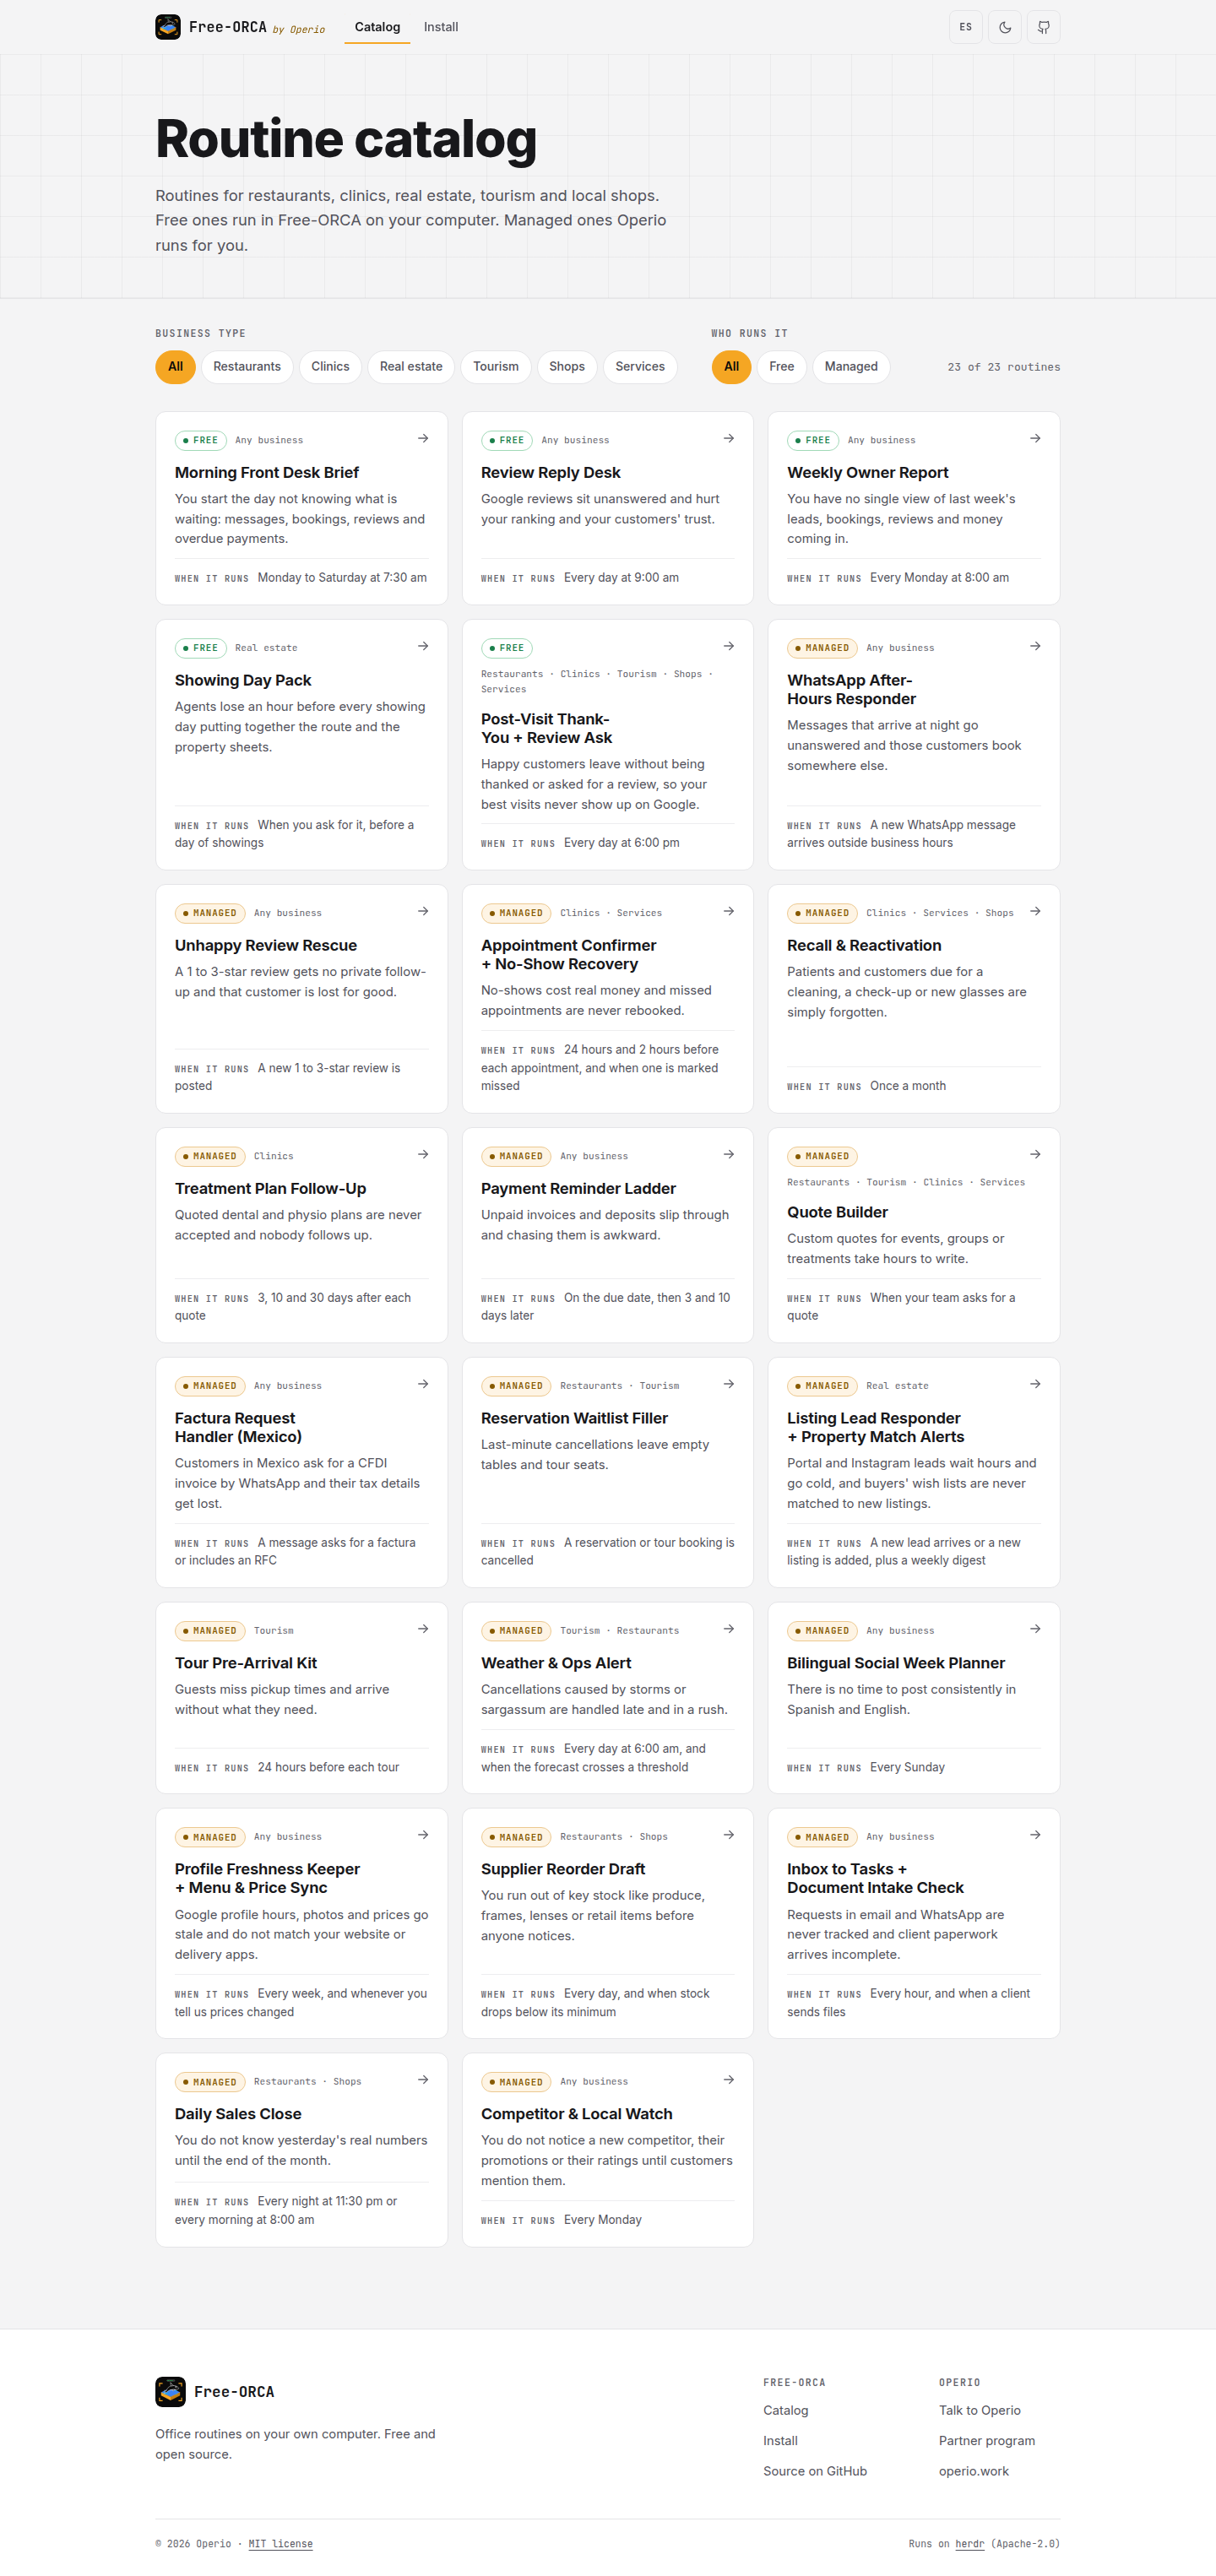 Free-ORCA by Operio
Catalog
Install
ES
Routine catalog
Routines for restaurants, clinics, real estate, tourism and local shops.
Free ones run in Free-ORCA on your computer. Managed ones Operio
runs for you.
BUSINESS TYPE
All
Restaurants
Clinics
Real estate
Tourism
Shops
Services
WHO RUNS IT
All
Free
Managed
23 of 23 routines
FREE Any business
Morning Front Desk Brief
You start the day not knowing what is
waiting: messages, bookings, reviews and
overdue payments.
WHEN IT RUNS Monday to Saturday at 7:30 am
FREE Any business
Review Reply Desk
Google reviews sit unanswered and hurt
your ranking and your customers' trust.
WHEN IT RUNS Every day at 9:00 am
FREE Any business
Weekly Owner Report
You have no single view of last week's
leads, bookings, reviews and money
coming in.
WHEN IT RUNS Every Monday at 8:00 am
FREE Real estate
Showing Day Pack
Agents lose an hour before every showing
day putting together the route and the
property sheets.
WHEN IT RUNS When you ask for it, before a
day of showings
FREE
Restaurants · Clinics · Tourism · Shops ·
Services
Post-Visit Thank-
You + Review Ask
Happy customers leave without being
thanked or asked for a review, so your
best visits never show up on Google.
WHEN IT RUNS Every day at 6:00 pm
MANAGED Any business
WhatsApp After-
Hours Responder
Messages that arrive at night go
unanswered and those customers book
somewhere else.
WHEN IT RUNS A new WhatsApp message
arrives outside business hours
MANAGED Any business
Unhappy Review Rescue
A 1 to 3-star review gets no private follow-
up and that customer is lost for good.
WHEN IT RUNS A new 1 to 3-star review is
posted
MANAGED Clinics · Services
Appointment Confirmer
+ No-Show Recovery
No-shows cost real money and missed
appointments are never rebooked.
WHEN IT RUNS 24 hours and 2 hours before
each appointment, and when one is marked
missed
MANAGED Clinics · Services · Shops
Recall & Reactivation
Patients and customers due for a
cleaning, a check-up or new glasses are
simply forgotten.
WHEN IT RUNS Once a month
MANAGED Clinics
Treatment Plan Follow-Up
Quoted dental and physio plans are never
accepted and nobody follows up.
WHEN IT RUNS 3, 10 and 30 days after each
quote
MANAGED Any business
Payment Reminder Ladder
Unpaid invoices and deposits slip through
and chasing them is awkward.
WHEN IT RUNS On the due date, then 3 and 10
days later
MANAGED
Restaurants · Tourism · Clinics · Services
Quote Builder
Custom quotes for events, groups or
treatments take hours to write.
WHEN IT RUNS When your team asks for a
quote
MANAGED Any business
Factura Request
Handler (Mexico)
Customers in Mexico ask for a CFDI
invoice by WhatsApp and their tax details
get lost.
WHEN IT RUNS A message asks for a factura
or includes an RFC
MANAGED Restaurants · Tourism
Reservation Waitlist Filler
Last-minute cancellations leave empty
tables and tour seats.
WHEN IT RUNS A reservation or tour booking is
cancelled
MANAGED Real estate
Listing Lead Responder
+ Property Match Alerts
Portal and Instagram leads wait hours and
go cold, and buyers' wish lists are never
matched to new listings.
WHEN IT RUNS A new lead arrives or a new
listing is added, plus a weekly digest
MANAGED Tourism
Tour Pre-Arrival Kit
Guests miss pickup times and arrive
without what they need.
WHEN IT RUNS 24 hours before each tour
MANAGED Tourism · Restaurants
Weather & Ops Alert
Cancellations caused by storms or
sargassum are handled late and in a rush.
WHEN IT RUNS Every day at 6:00 am, and
when the forecast crosses a threshold
MANAGED Any business
Bilingual Social Week Planner
There is no time to post consistently in
Spanish and English.
WHEN IT RUNS Every Sunday
MANAGED Any business
Profile Freshness Keeper
+ Menu & Price Sync
Google profile hours, photos and prices go
stale and do not match your website or
delivery apps.
WHEN IT RUNS Every week, and whenever you
tell us prices changed
MANAGED Restaurants · Shops
Supplier Reorder Draft
You run out of key stock like produce,
frames, lenses or retail items before
anyone notices.
WHEN IT RUNS Every day, and when stock
drops below its minimum
MANAGED Any business
Inbox to Tasks +
Document Intake Check
Requests in email and WhatsApp are
never tracked and client paperwork
arrives incomplete.
WHEN IT RUNS Every hour, and when a client
sends files
MANAGED Restaurants · Shops
Daily Sales Close
You do not know yesterday's real numbers
until the end of the month.
WHEN IT RUNS Every night at 11:30 pm or
every morning at 8:00 am
MANAGED Any business
Competitor & Local Watch
You do not notice a new competitor, their
promotions or their ratings until customers
mention them.
WHEN IT RUNS Every Monday
Free-ORCA
Office routines on your own computer. Free and
open source.
FREE-ORCA
Catalog
Install
Source on GitHub
OPERIO
Talk to Operio
Partner program
operio.work
© 2026 Operio · MIT license
Runs on herdr (Apache-2.0)